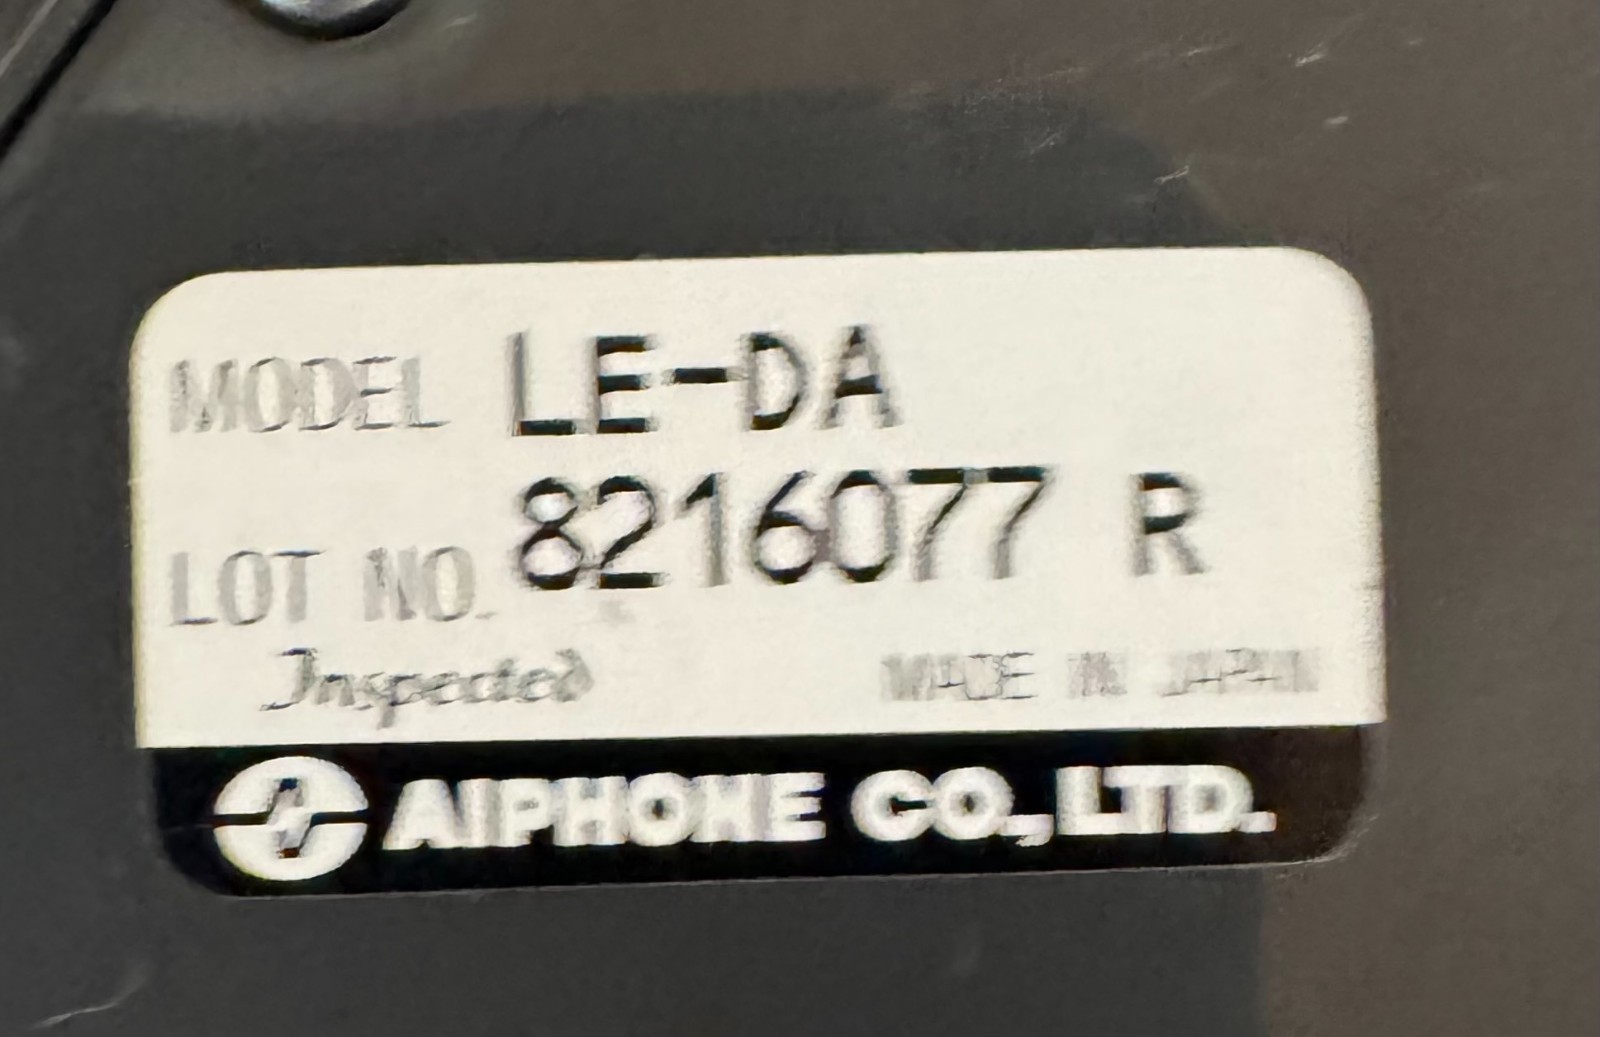 MODEL LE-DA
LOT NO. 8216077 R
Inspected MADE IN JAPAN
AIPHONE CO., LTD.